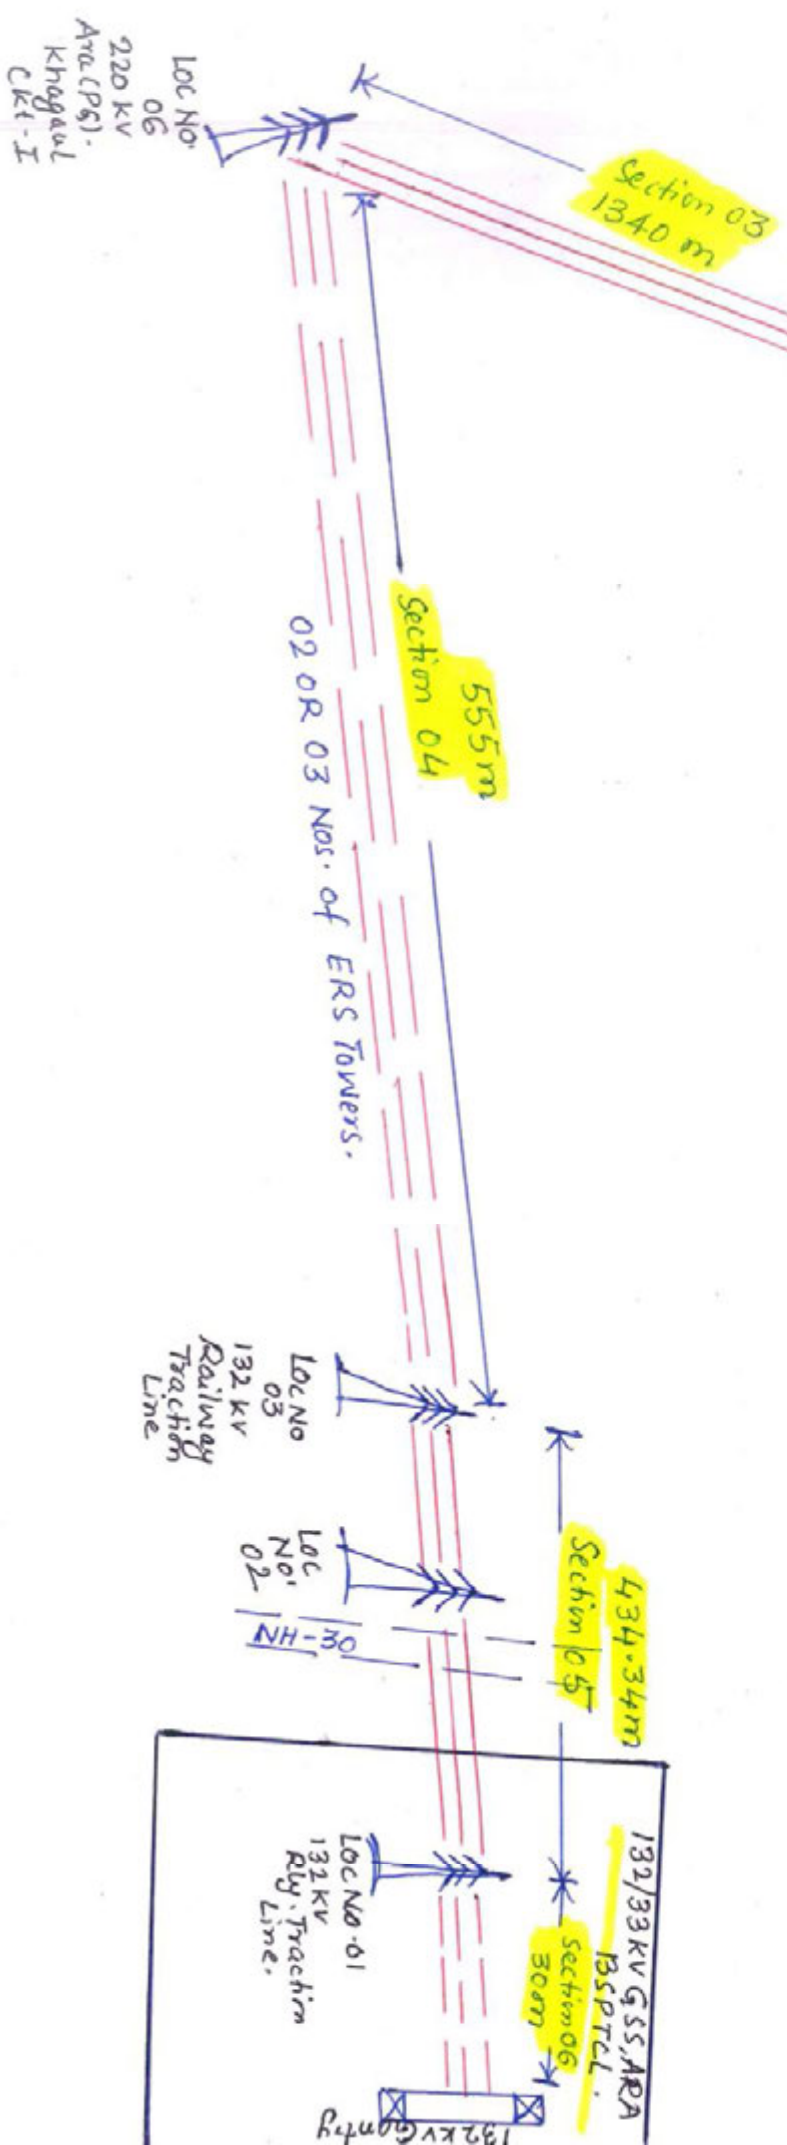 LOC NO.
06
220 KV
Ara(PG).
Khagaul
CKt-I
Section 03
1340 m
555m
Section 04
02 OR 03 NOS. of ERS Towers.
LOC NO
03
132 KV
Railway
Traction
Line
LOC
NO.
02
NH-30
434.34m
Section 05
132/33 KV GSS, ARA
BSPTCL.
LOC NO-01
132 KV
Rly. Traction
Line.
Section 06
30m
132 KV Gantry